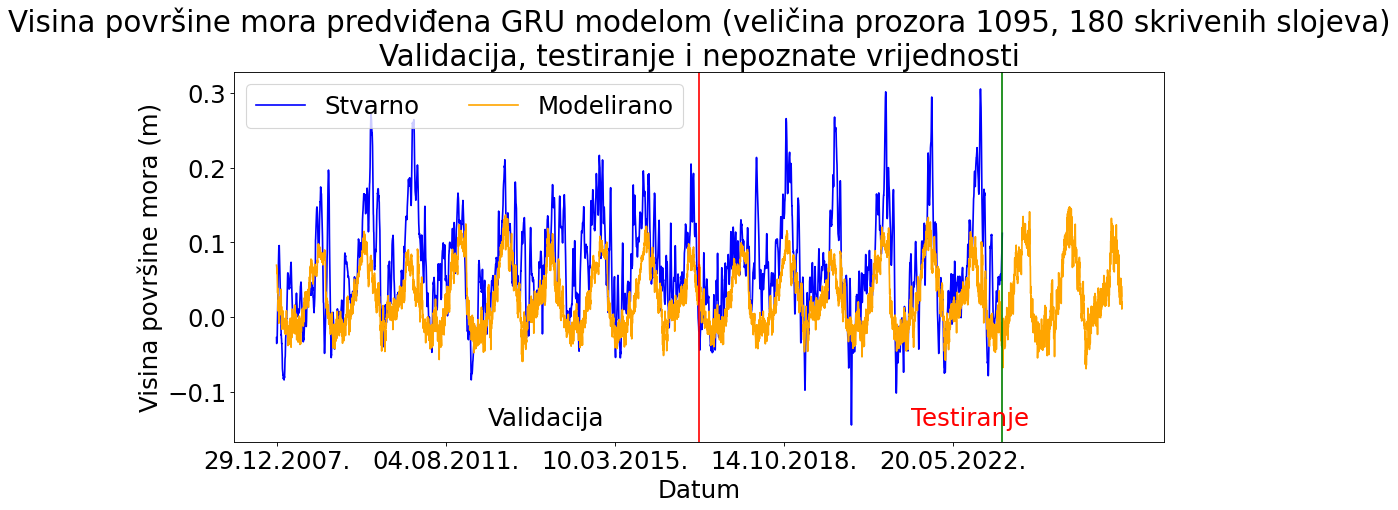 Visina površine mora predviđena GRU modelom (veličina prozora 1095, 180 skrivenih slojeva)
Validacija, testiranje i nepoznate vrijednosti
Stvarno
Modelirano
Visina površine mora (m)
0.3
0.2
0.1
0.0
−0.1
Validacija
Testiranje
29.12.2007.
04.08.2011.
10.03.2015.
14.10.2018.
20.05.2022.
Datum